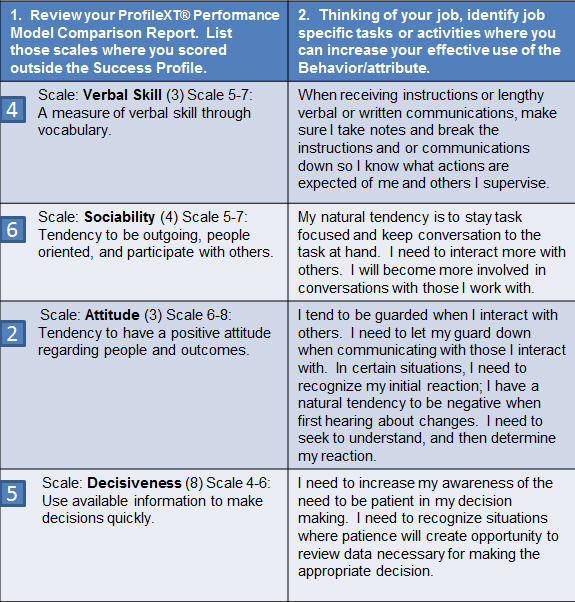 1. Review your ProfileXT® Performance
Model Comparison Report. List
those scales where you scored
outside the Success Profile.
2. Thinking of your job, identify job
specific tasks or activities where you
can increase your effective use of the
Behavior/attribute.
4
Scale: Verbal Skill (3) Scale 5-7:
A measure of verbal skill through
vocabulary.
When receiving instructions or lengthy
verbal or written communications, make
sure I take notes and break the
instructions and or communications
down so I know what actions are
expected of me and others I supervise.
6
Scale: Sociability (4) Scale 5-7:
Tendency to be outgoing, people
oriented, and participate with others.
My natural tendency is to stay task
focused and keep conversation to the
task at hand. I need to interact more with
others. I will become more involved in
conversations with those I work with.
2
Scale: Attitude (3) Scale 6-8:
Tendency to have a positive attitude
regarding people and outcomes.
I tend to be guarded when I interact with
others. I need to let my guard down
when communicating with those I interact
with. In certain situations, I need to
recognize my initial reaction; I have a
natural tendency to be negative when
first hearing about changes. I need to
seek to understand, and then determine
my reaction.
5
Scale: Decisiveness (8) Scale 4-6:
Use available information to make
decisions quickly.
I need to increase my awareness of the
need to be patient in my decision
making. I need to recognize situations
where patience will create opportunity to
review data necessary for making the
appropriate decision.